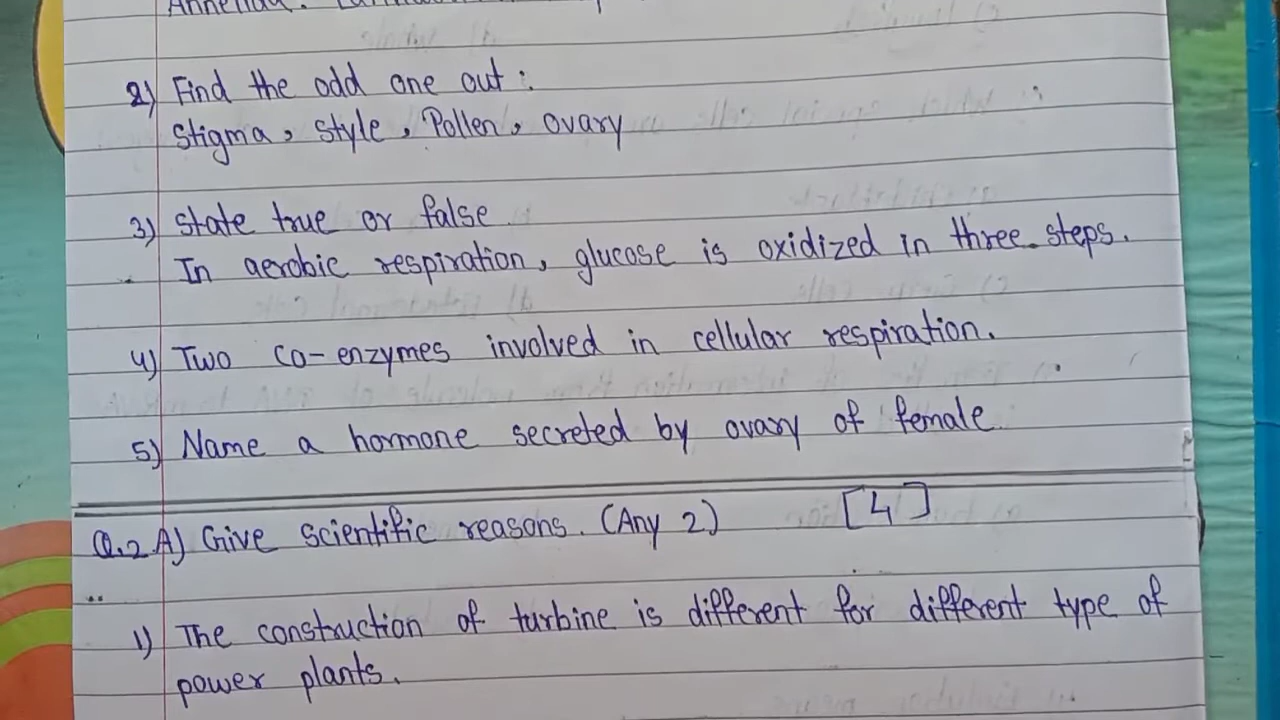 2) Find the odd one out :
Stigma, style, Pollen, ovary
3) State true or false
In aerobic respiration, glucose is oxidized in three steps.
4) Two co-enzymes involved in cellular respiration.
5) Name a hormone secreted by ovary of female
Q.2 A) Give scientific reasons. (Any 2) [4]
1) The construction of turbine is different for different type of
power plants.